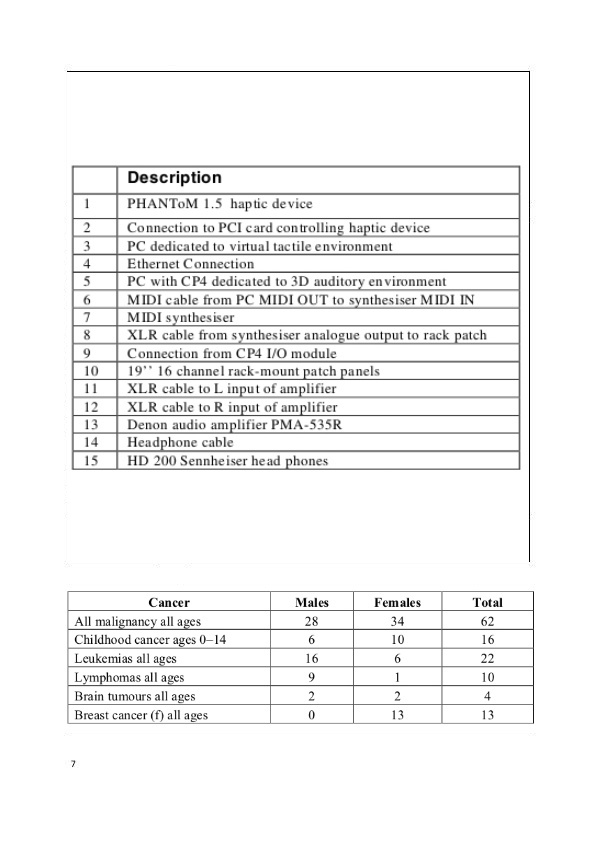 Description
1 PHANToM 1.5 haptic device
2 Connection to PCI card controlling haptic device
3 PC dedicated to virtual tactile environment
4 Ethernet Connection
5 PC with CP4 dedicated to 3D auditory environment
6 MIDI cable from PC MIDI OUT to synthesiser MIDI IN
7 MIDI synthesiser
8 XLR cable from synthesiser analogue output to rack patch
9 Connection from CP4 I/O module
10 19’’ 16 channel rack-mount patch panels
11 XLR cable to L input of amplifier
12 XLR cable to R input of amplifier
13 Denon audio amplifier PMA-535R
14 Headphone cable
15 HD 200 Sennheiser head phones
Cancer Males Females Total
All malignancy all ages 28 34 62
Childhood cancer ages 0–14 6 10 16
Leukemias all ages 16 6 22
Lymphomas all ages 9 1 10
Brain tumours all ages 2 2 4
Breast cancer (f) all ages 0 13 13
7